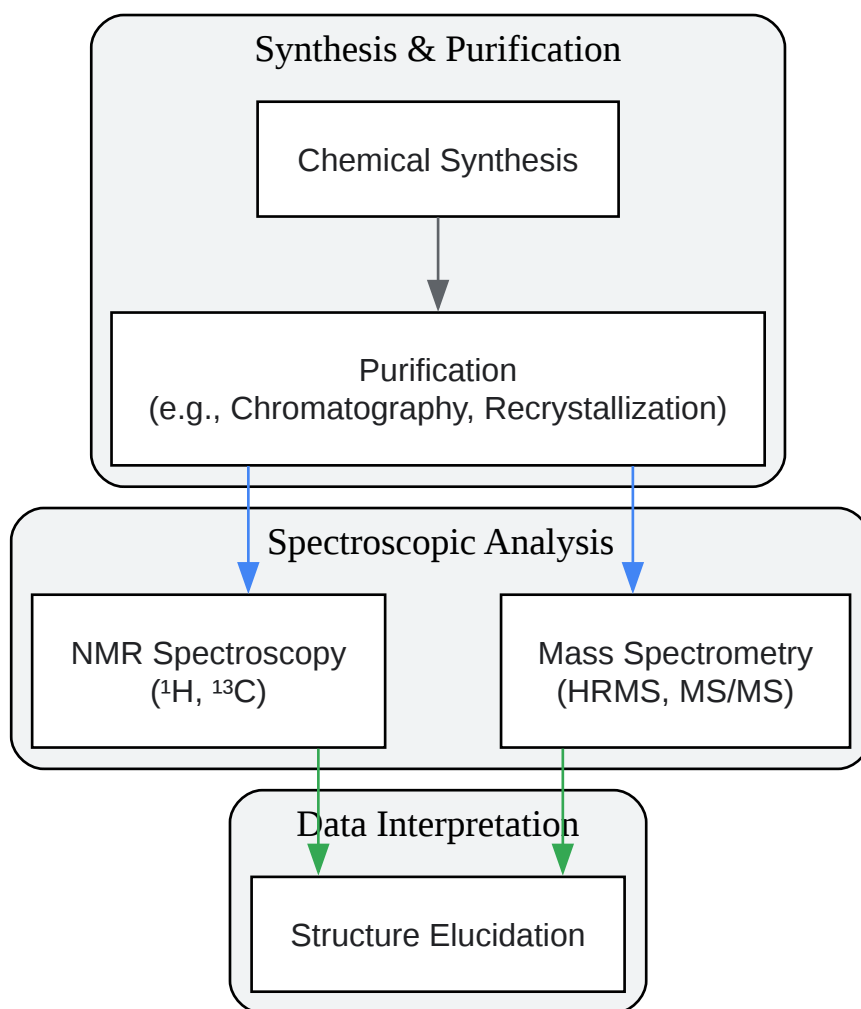 Synthesis & Purification
Chemical Synthesis
Purification
(e.g., Chromatography, Recrystallization)
Spectroscopic Analysis
NMR Spectroscopy
(¹H, ¹³C)
Mass Spectrometry
(HRMS, MS/MS)
Data Interpretation
Structure Elucidation